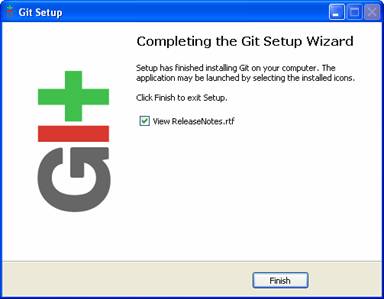 Git Setup
Completing the Git Setup Wizard
Setup has finished installing Git on your computer. The
application may be launched by selecting the installed icons.
Click Finish to exit Setup.
View ReleaseNotes.rtf
GIt
Finish